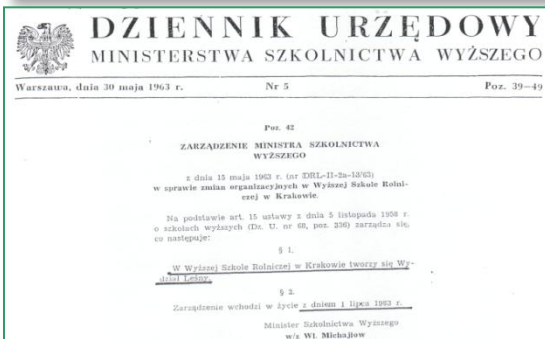 DZIENNIK URZĘDOWY
MINISTERSTWA SZKOLNICTWA WYŻSZEGO
Warszawa, dnia 30 maja 1963 r. Nr 5 Poz. 39—49
Poz. 42
ZARZĄDZENIE MINISTRA SZKOLNICTWA
WYŻSZEGO
z dnia 15 maja 1963 r. (nr DRL-II-2a-13/63)
w sprawie zmian organizacyjnych w Wyższej Szkole Rolni-
czej w Krakowie.
Na podstawie art. 15 ustawy z dnia 5 listopada 1958 r.
o szkołach wyższych (Dz. U. nr 68, poz. 336) zarządza się,
co następuje:
§ 1.
W Wyższej Szkole Rolniczej w Krakowie tworzy się Wy-
dział Leśny.
§ 2.
Zarządzenie wchodzi w życie z dniem 1 lipca 1963 r.
Minister Szkolnictwa Wyższego
w/z Wł. Michajłow